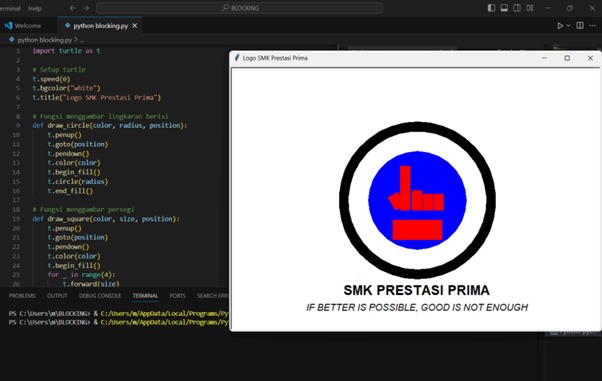 erminal Help
BLOCKING
Welcome
python blocking.py
python blocking.py > ...
1 import turtle as t
2
3 # Setup turtle
4 t.speed(0)
5 t.bgcolor("white")
6 t.title("Logo SMK Prestasi Prima")
7
8 # Fungsi menggambar lingkaran berisi
9 def draw_circle(color, radius, position):
10 t.penup()
11 t.goto(position)
12 t.pendown()
13 t.color(color)
14 t.begin_fill()
15 t.circle(radius)
16 t.end_fill()
17
18 # Fungsi menggambar persegi
19 def draw_square(color, size, position):
20 t.penup()
21 t.goto(position)
22 t.pendown()
23 t.color(color)
24 t.begin_fill()
25 for _ in range(4):
26 t.forward(size)
PROBLEMS OUTPUT DEBUG CONSOLE TERMINAL PORTS SEARCH ERR
PS C:\Users\m\BLOCKING> & C:/Users/m/AppData/Local/Programs/Py
PS C:\Users\m\BLOCKING> & C:/Users/m/AppData/Local/Programs/Py
Logo SMK Prestasi Prima
SMK PRESTASI PRIMA
IF BETTER IS POSSIBLE, GOOD IS NOT ENOUGH